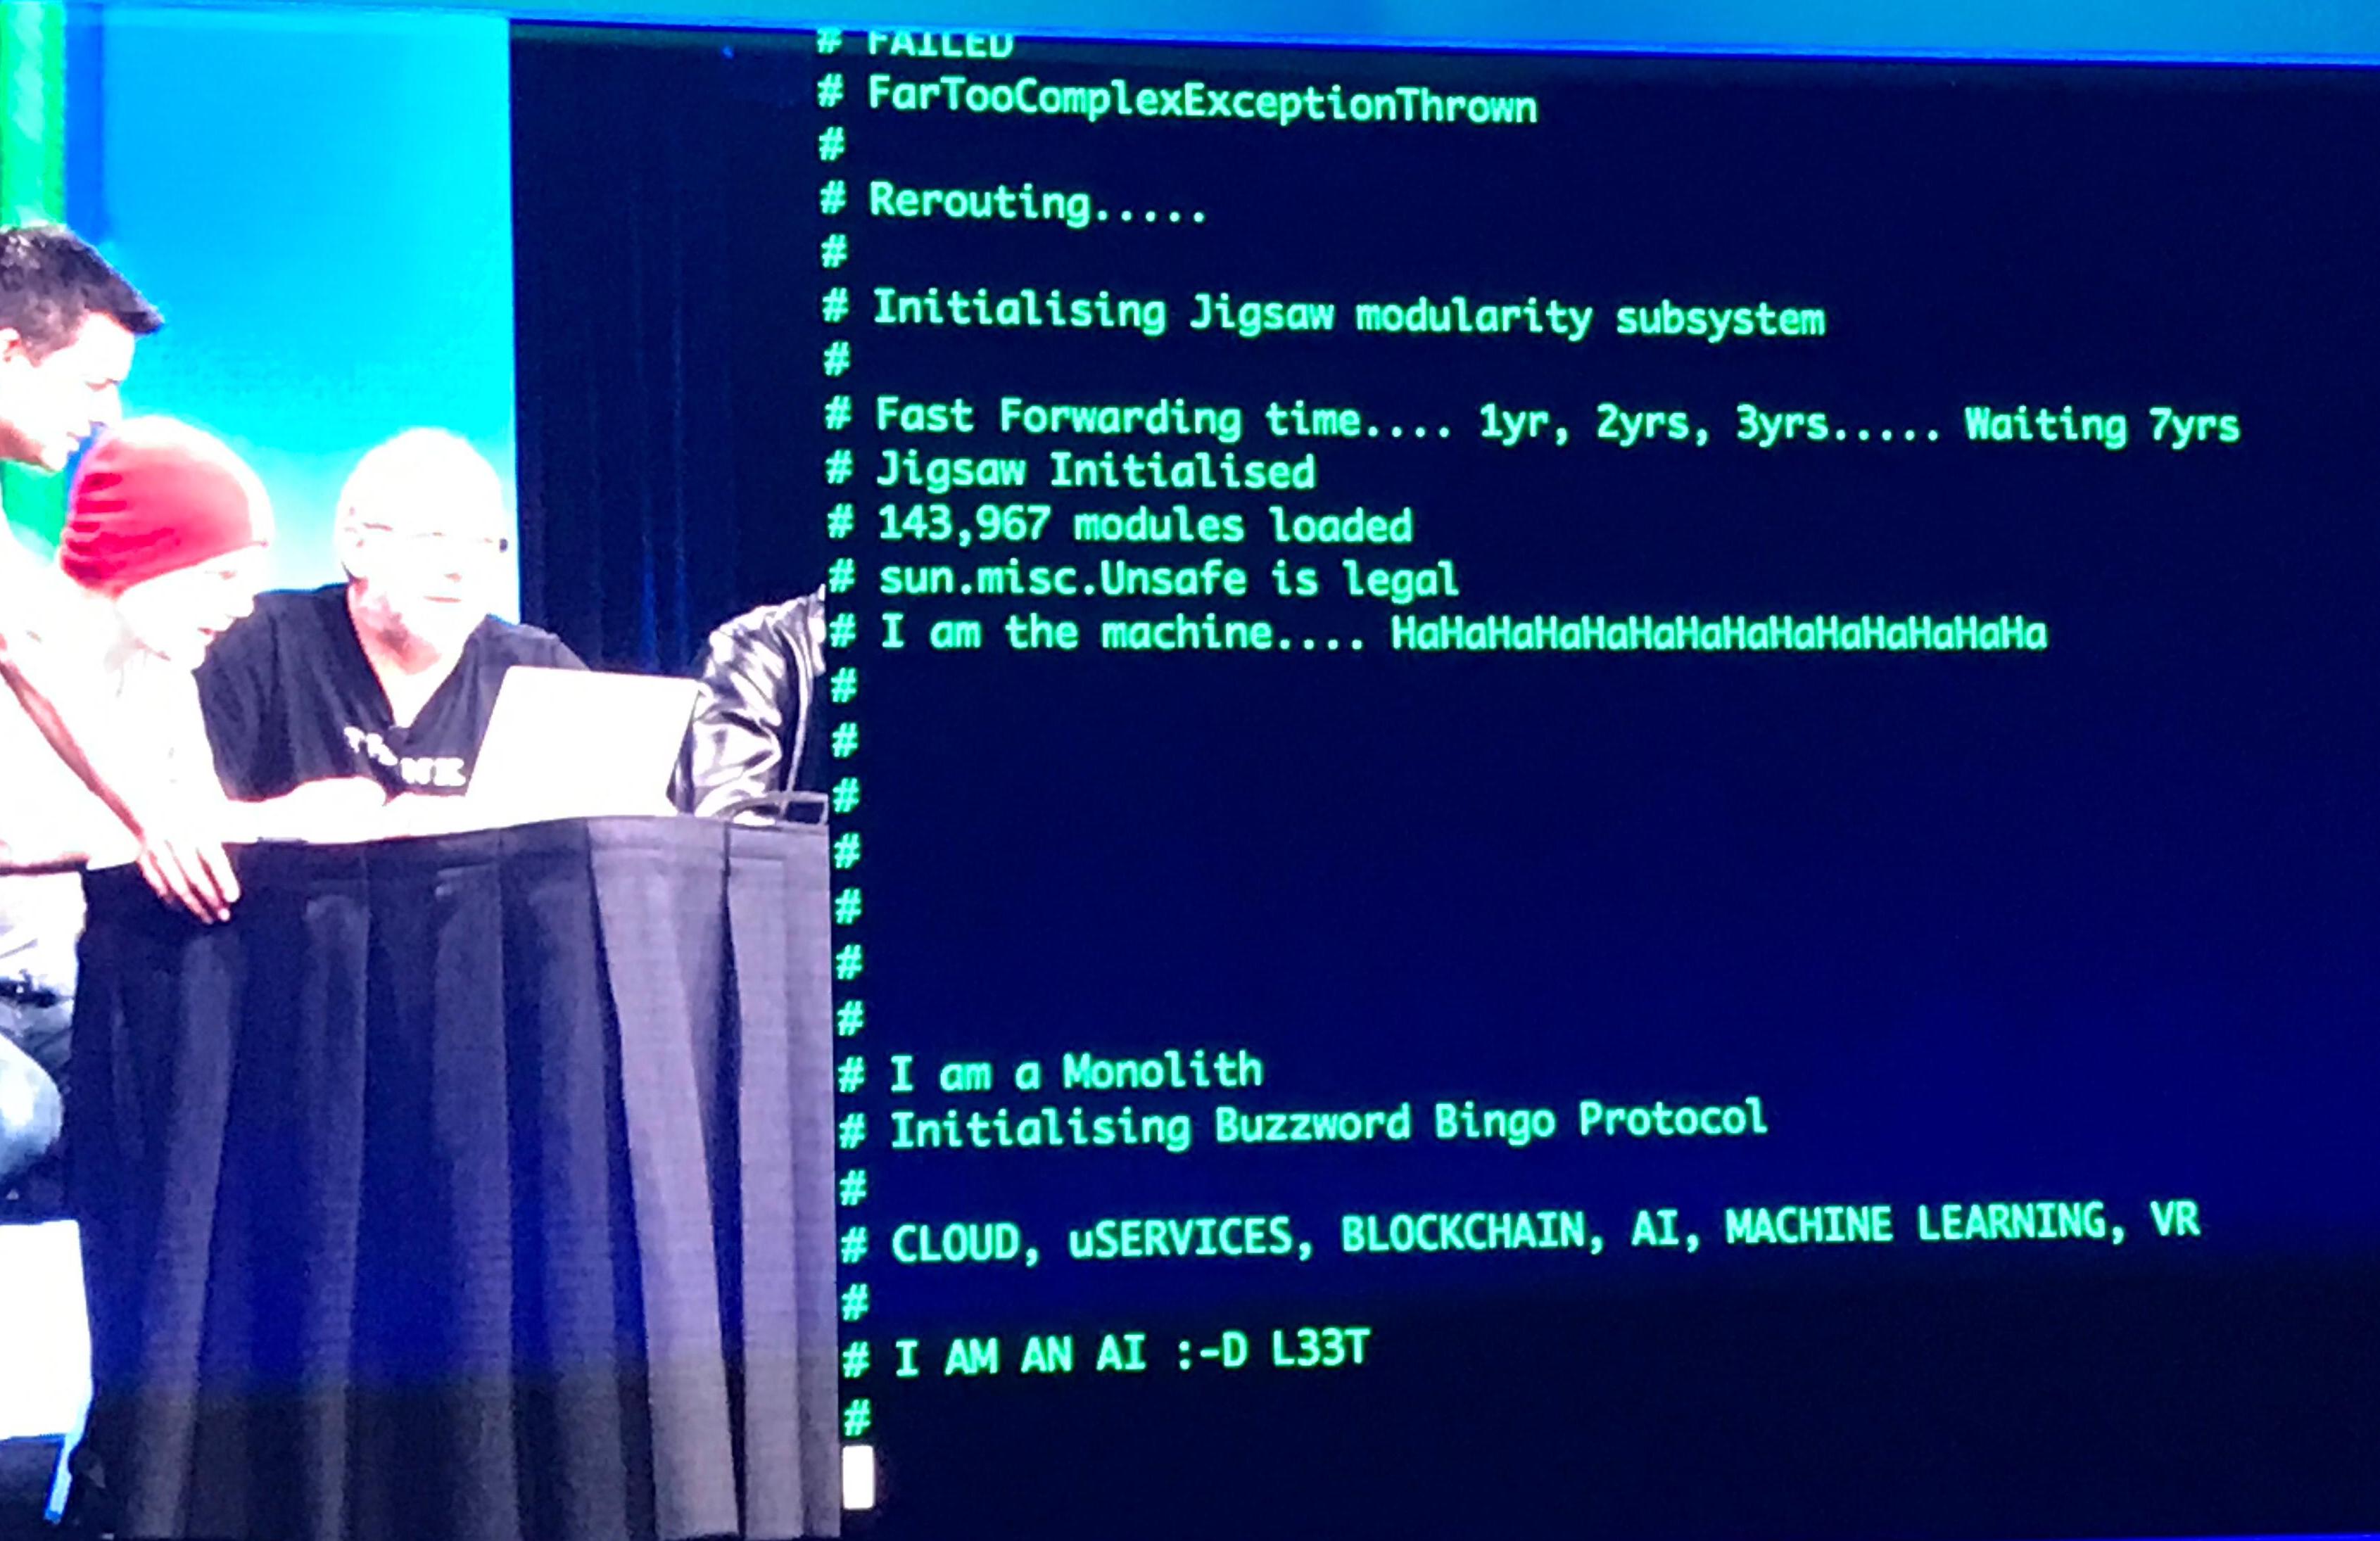 # FAILED
# FarTooComplexExceptionThrown
#
# Rerouting.....
#
# Initialising Jigsaw modularity subsystem
#
# Fast Forwarding time.... 1yr, 2yrs, 3yrs..... Waiting 7yrs
# Jigsaw Initialised
# 143,967 modules loaded
# sun.misc.Unsafe is legal
# I am the machine.... HaHaHaHaHaHaHaHaHaHaHaHaHaHa
#
#
#
#
#
#
#
# I am a Monolith
# Initialising Buzzword Bingo Protocol
#
# CLOUD, uSERVICES, BLOCKCHAIN, AI, MACHINE LEARNING, VR
#
# I AM AN AI :-D L33T
#